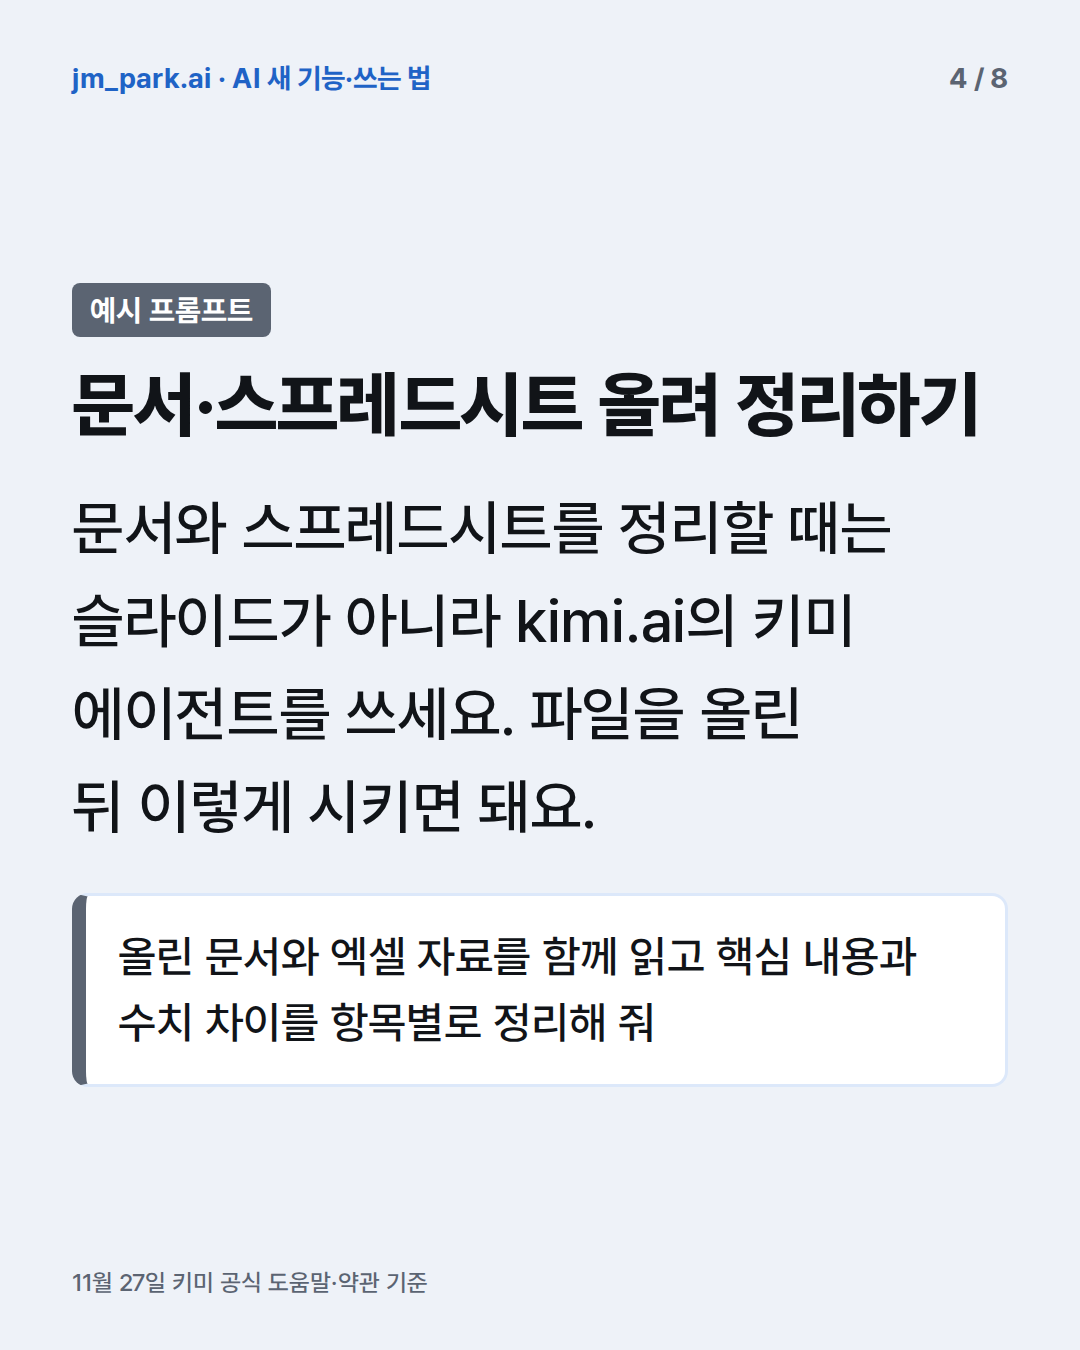 jm_park.ai · AI 새 기능·쓰는 법
4 / 8
예시 프롬프트
문서·스프레드시트 올려 정리하기
문서와 스프레드시트를 정리할 때는
슬라이드가 아니라 kimi.ai의 키미
에이전트를 쓰세요. 파일을 올린
뒤 이렇게 시키면 돼요.
올린 문서와 엑셀 자료를 함께 읽고 핵심 내용과
수치 차이를 항목별로 정리해 줘
11월 27일 키미 공식 도움말·약관 기준